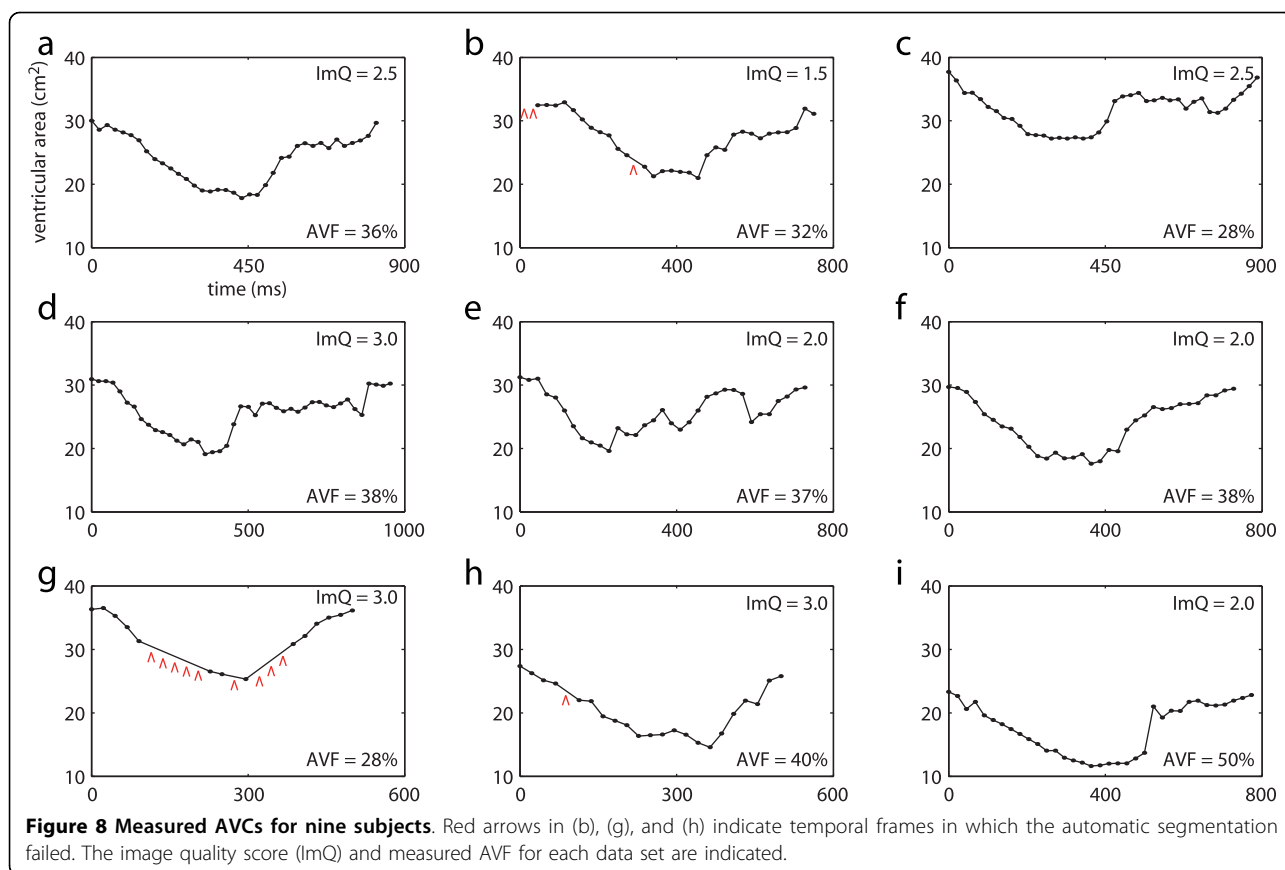 a
ImQ = 2.5
40
30
20
10
ventricular area (cm²)
AVF = 36%
0 450 900
time (ms)
b
ImQ = 1.5
40
30
20
10
AVF = 32%
0 400 800
c
ImQ = 2.5
40
30
20
10
AVF = 28%
0 450 900
d
ImQ = 3.0
40
30
20
10
AVF = 38%
0 500 1000
e
ImQ = 2.0
40
30
20
10
AVF = 37%
0 400 800
f
ImQ = 2.0
40
30
20
10
AVF = 38%
0 400 800
g
ImQ = 3.0
40
30
20
10
AVF = 28%
0 300 600
h
ImQ = 3.0
40
30
20
10
AVF = 40%
0 300 600
i
ImQ = 2.0
40
30
20
10
AVF = 50%
0 400 800
Figure 8 Measured AVCs for nine subjects. Red arrows in (b), (g), and (h) indicate temporal frames in which the automatic segmentation
failed. The image quality score (ImQ) and measured AVF for each data set are indicated.